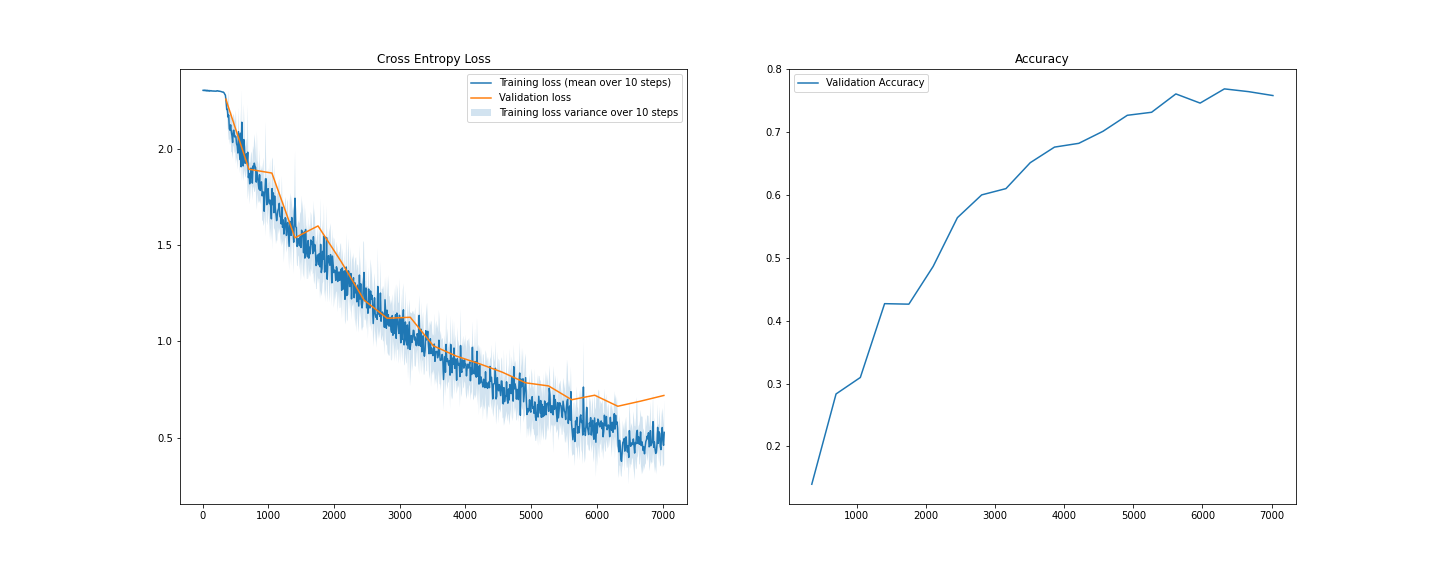 Cross Entropy Loss
Training loss (mean over 10 steps)
Validation loss
Training loss variance over 10 steps
2.0
1.5
1.0
0.5
0 1000 2000 3000 4000 5000 6000 7000
Accuracy
Validation Accuracy
0.8
0.7
0.6
0.5
0.4
0.3
0.2
1000 2000 3000 4000 5000 6000 7000